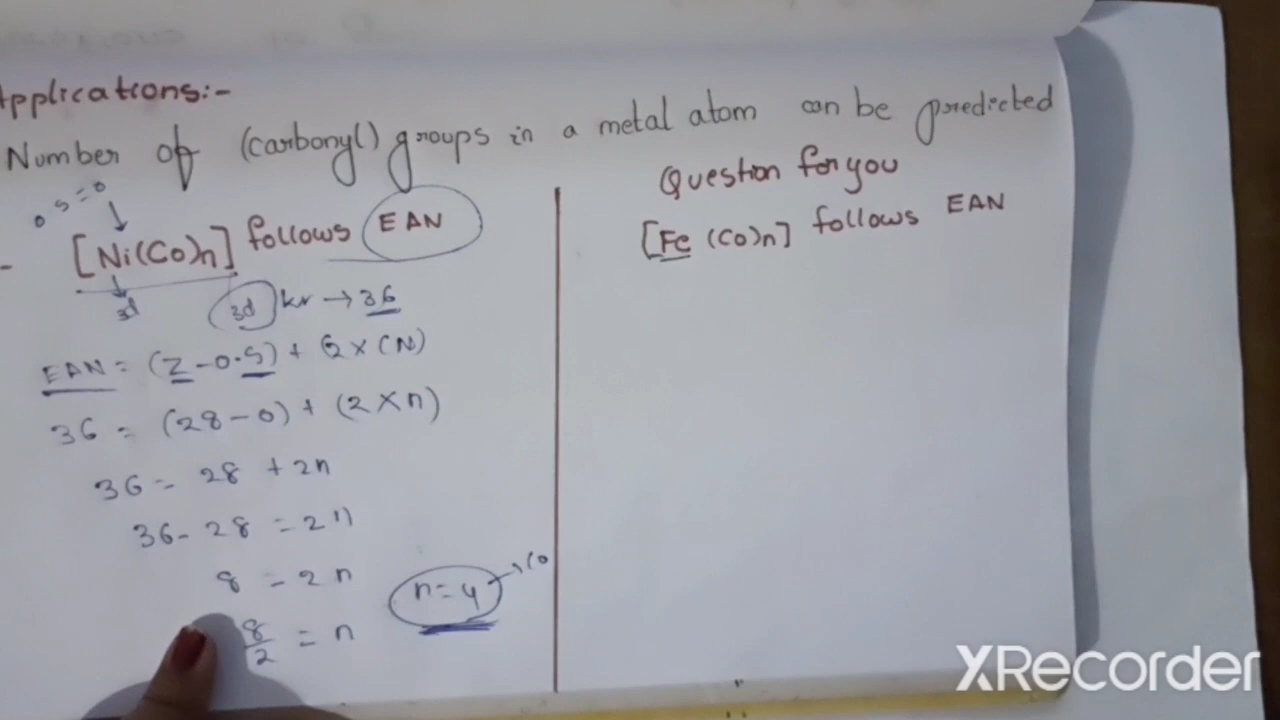 Applications:-
Number of (carbonyl) groups in a metal atom can be predicted
O S = 0
[Ni(Co)n] follows EAN
3d
3d kr → 36
EAN = (Z - O.S) + 2 × (N)
36 = (28 - 0) + (2 × n)
36 = 28 + 2n
36 - 28 = 2n
8 = 2n
8/2 = n
n = 4 → Co
Question for you
[Fe (Co)n] follows EAN
XRecorder